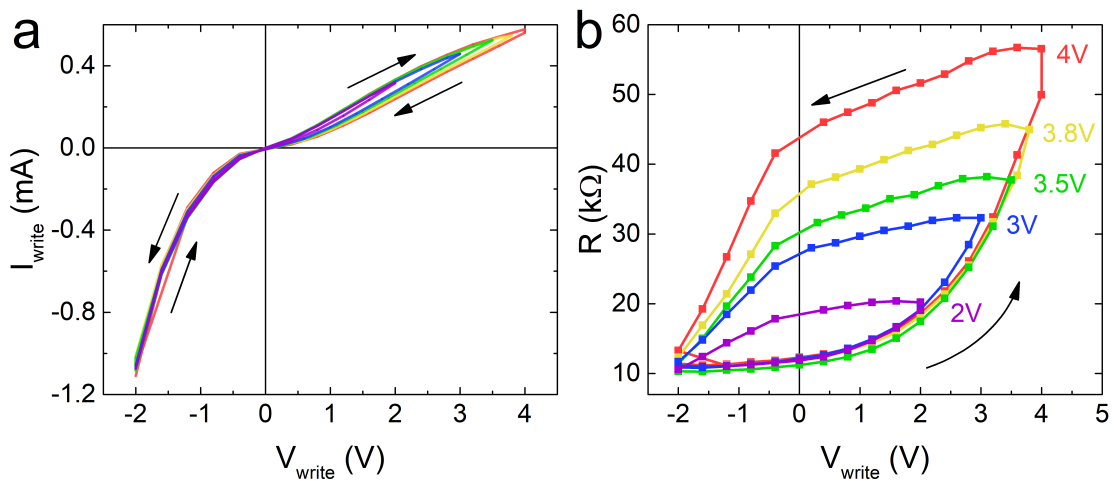 a
I_write (mA)
0.4
0.0
-0.4
-0.8
-1.2
-2 -1 0 1 2 3 4
V_write (V)
b
R (kΩ)
60
50
40
30
20
10
4V
3.8V
3.5V
3V
2V
-2 -1 0 1 2 3 4 5
V_write (V)